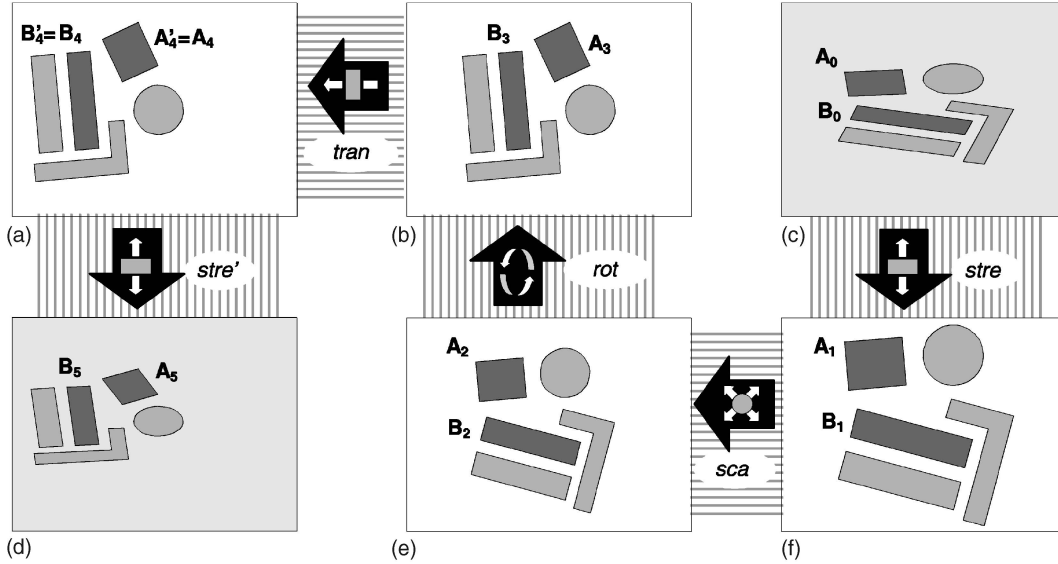 B'₄=B₄
A'₄=A₄
tran
B₃
A₃
A₀
B₀
(a)
(b)
(c)
stre'
rot
stre
B₅
A₅
A₂
B₂
sca
A₁
B₁
(d)
(e)
(f)